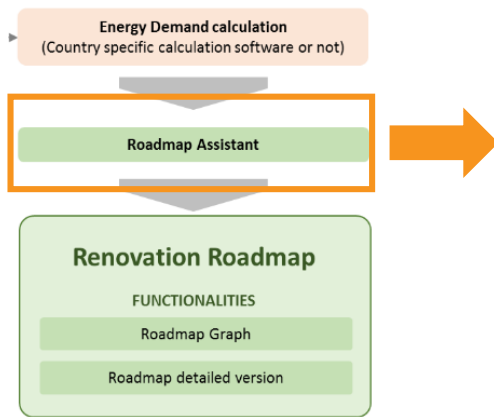 Energy Demand calculation
(Country specific calculation software or not)
Roadmap Assistant
Renovation Roadmap
FUNCTIONALITIES
Roadmap Graph
Roadmap detailed version